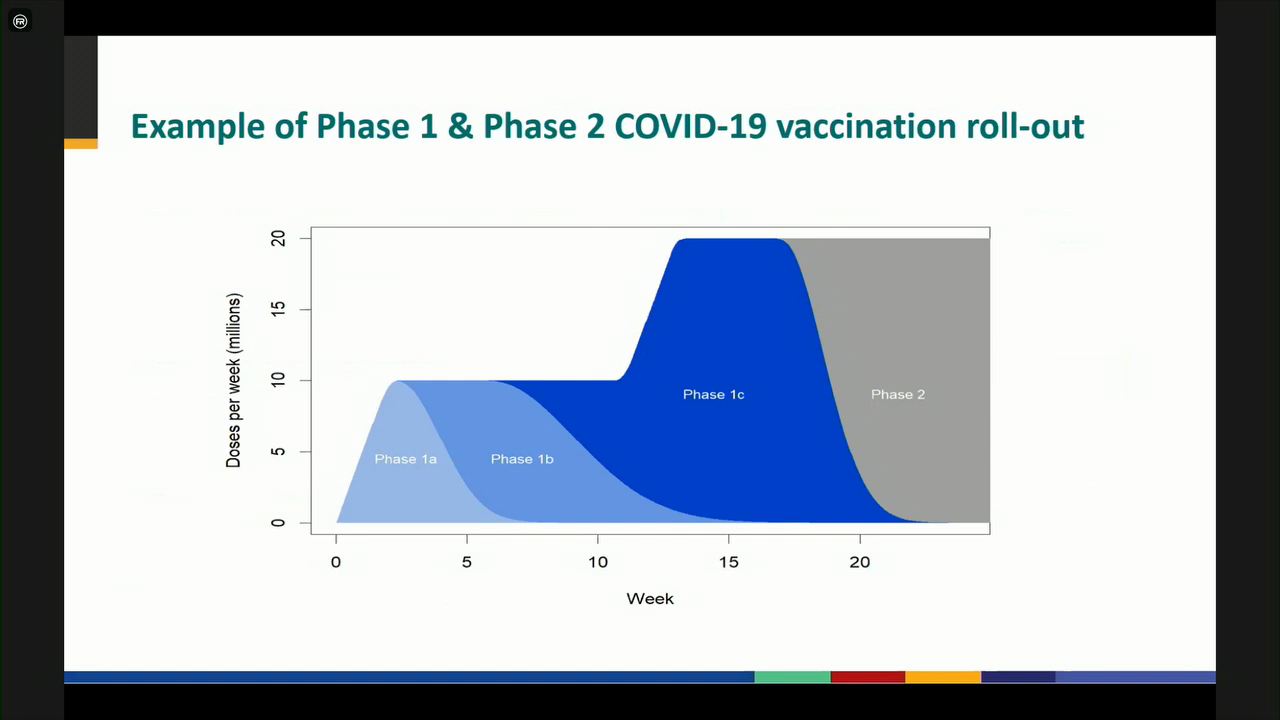 FR
Example of Phase 1 & Phase 2 COVID-19 vaccination roll-out
20
15
10
5
0
Doses per week (millions)
Phase 1a
Phase 1b
Phase 1c
Phase 2
0 5 10 15 20
Week